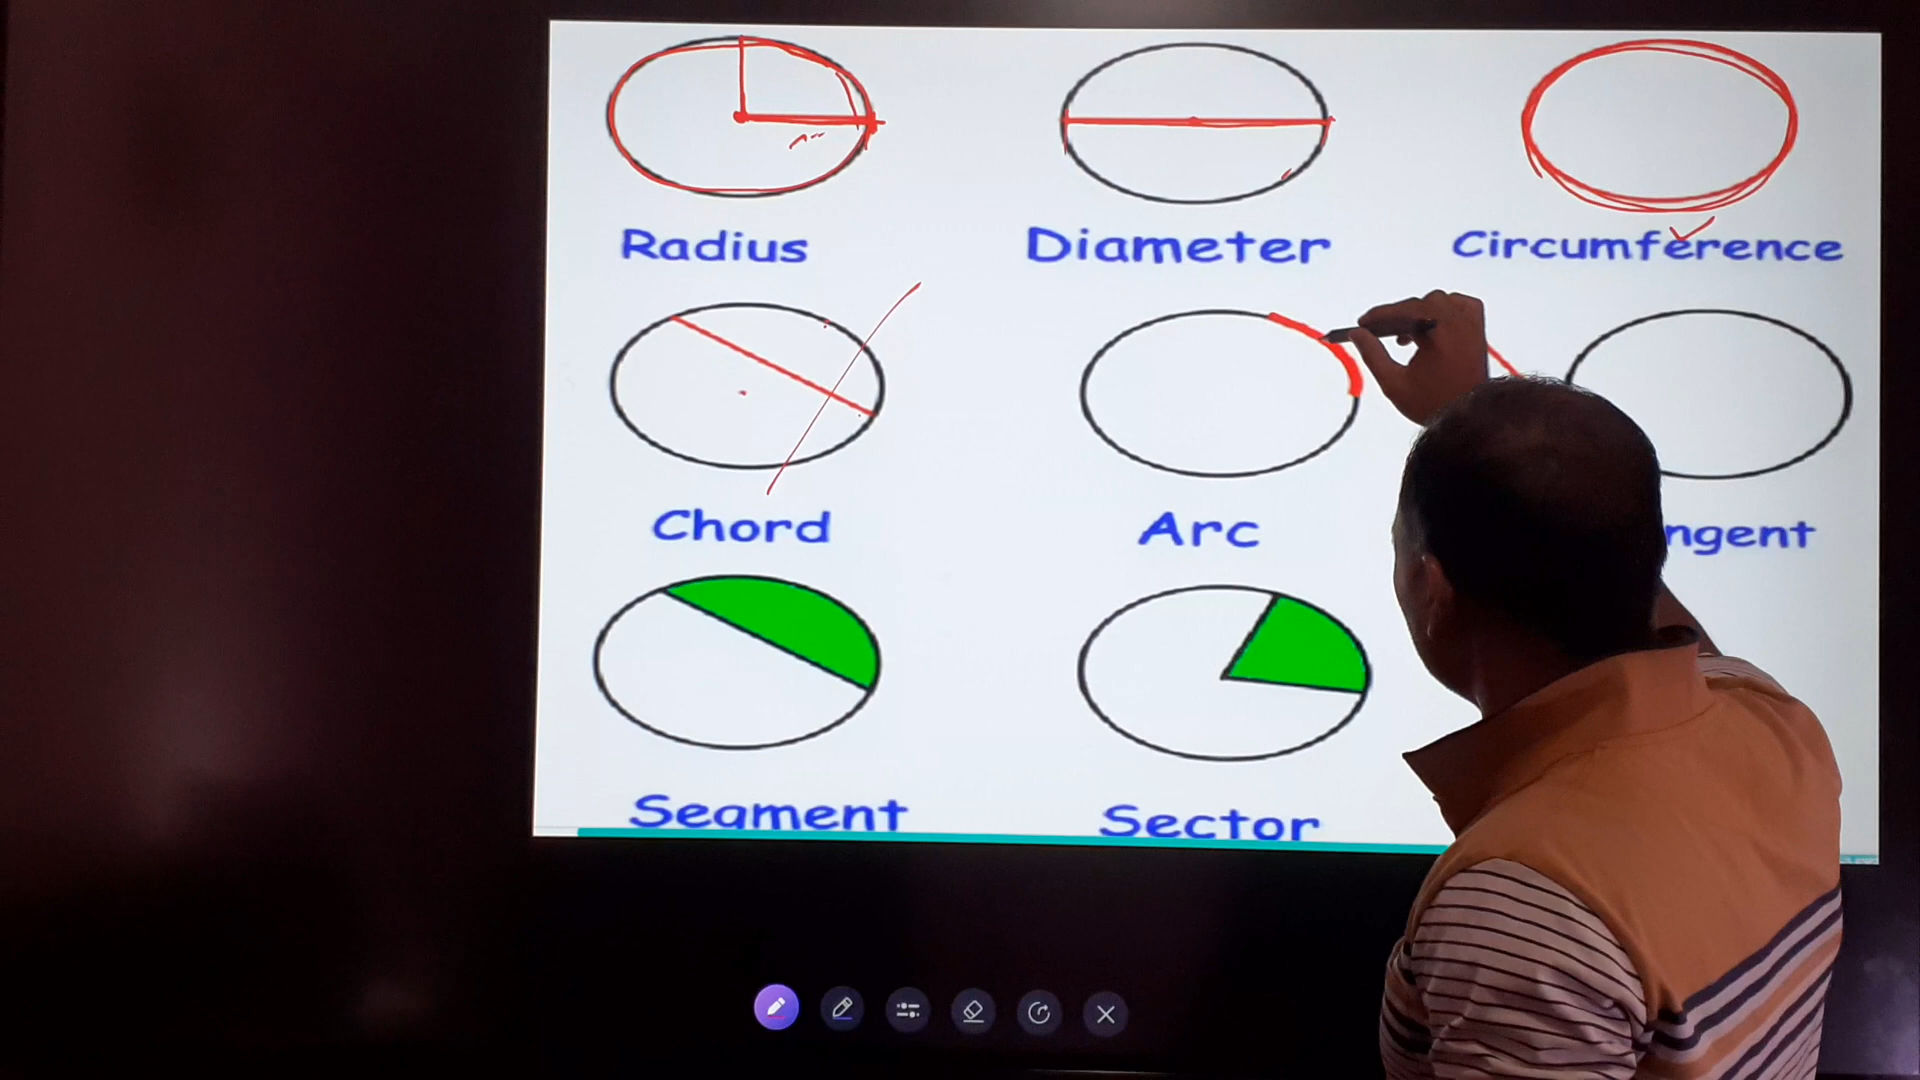 Radius Diameter Circumference
Chord Arc ngent
Segment Sector